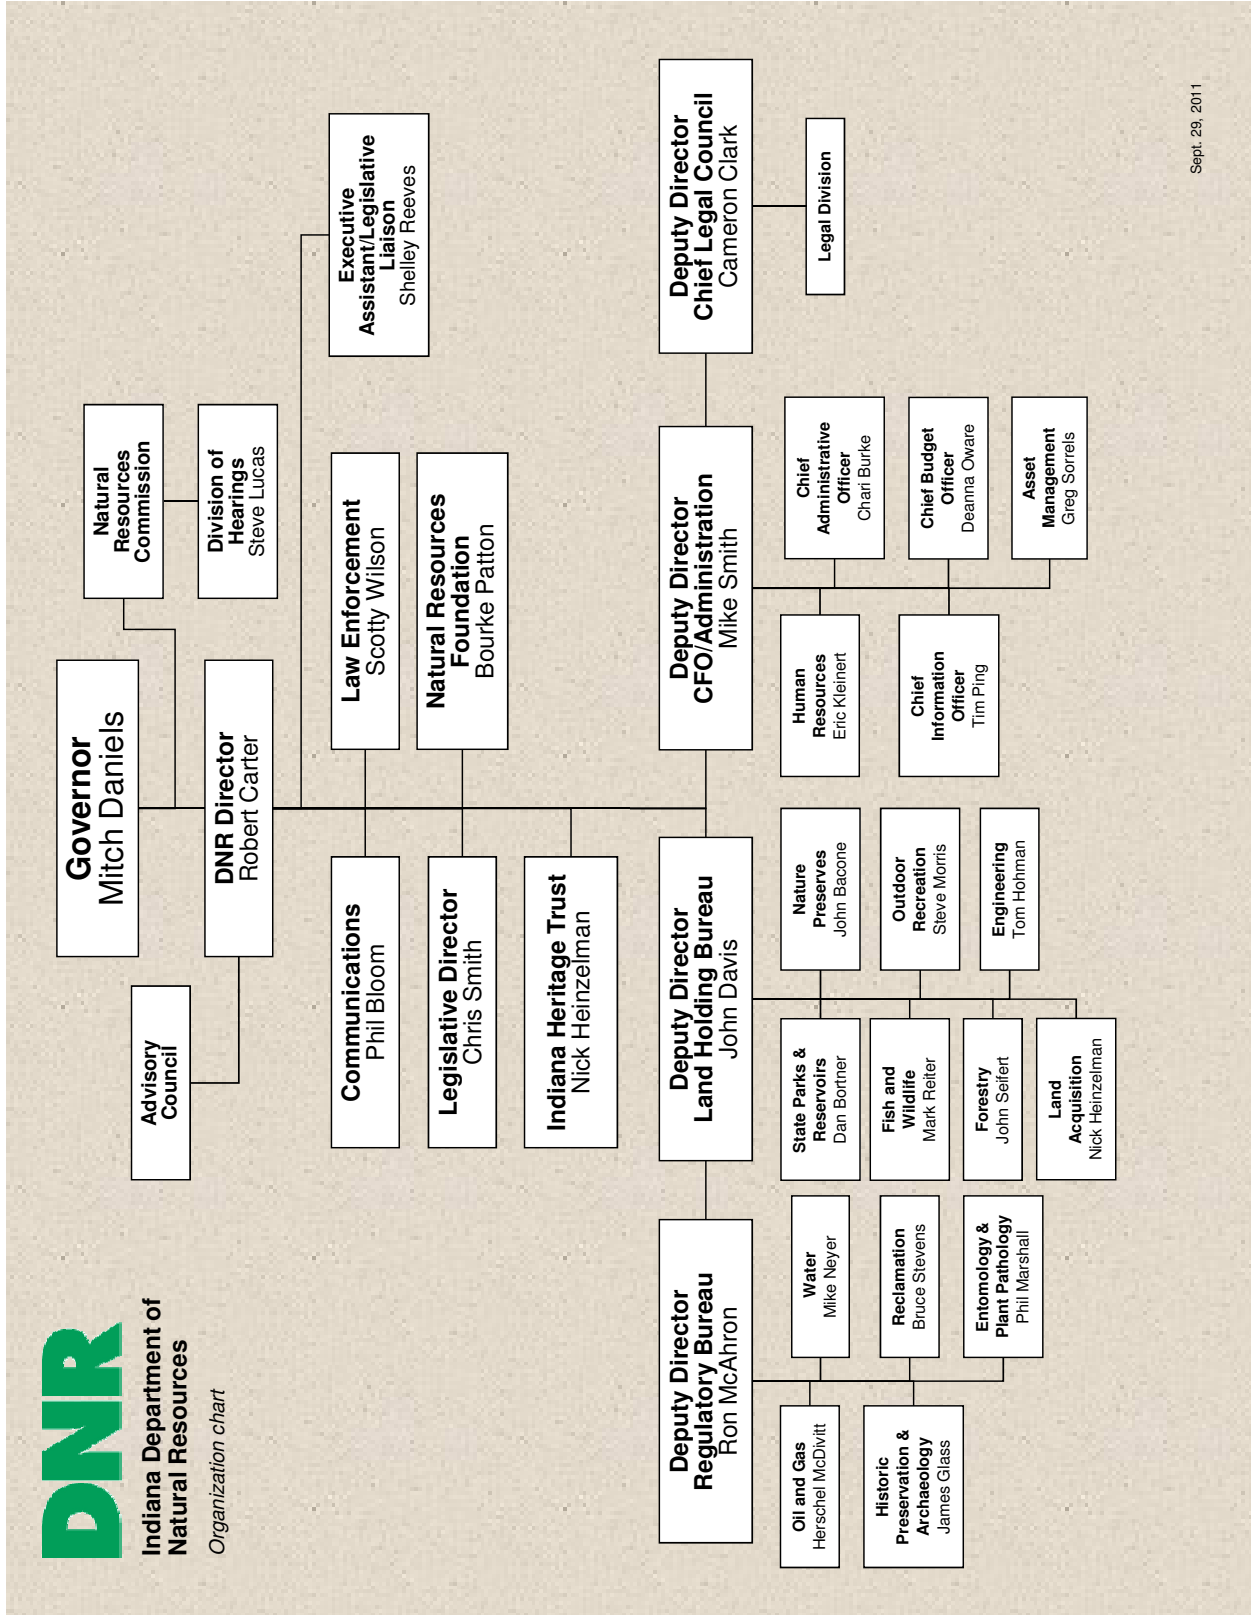 DNR
Indiana Department of
Natural Resources
Organization chart
Governor
Mitch Daniels
Natural
Resources
Commission
Division of
Hearings
Steve Lucas
Advisory
Council
DNR Director
Robert Carter
Executive
Assistant/Legislative
Liaison
Shelley Reeves
Communications
Phil Bloom
Law Enforcement
Scotty Wilson
Legislative Director
Chris Smith
Natural Resources
Foundation
Bourke Patton
Indiana Heritage Trust
Nick Heinzelman
Deputy Director
Regulatory Bureau
Ron McAhron
Oil and Gas
Herschel McDivitt
Water
Mike Neyer
Historic
Preservation &
Archaeology
James Glass
Reclamation
Bruce Stevens
Entomology &
Plant Pathology
Phil Marshall
Deputy Director
Land Holding Bureau
John Davis
State Parks &
Reservoirs
Dan Bortner
Nature
Preserves
John Bacone
Fish and
Wildlife
Mark Reiter
Outdoor
Recreation
Steve Morris
Forestry
John Seifert
Engineering
Tom Hohman
Land
Acquisition
Nick Heinzelman
Deputy Director
CFO/Administration
Mike Smith
Human
Resources
Eric Kleinert
Chief
Administrative
Officer
Chari Burke
Chief
Information
Officer
Tim Ping
Chief Budget
Officer
Deanna Oware
Asset
Management
Greg Sorrels
Deputy Director
Chief Legal Council
Cameron Clark
Legal Division
Sept. 29, 2011